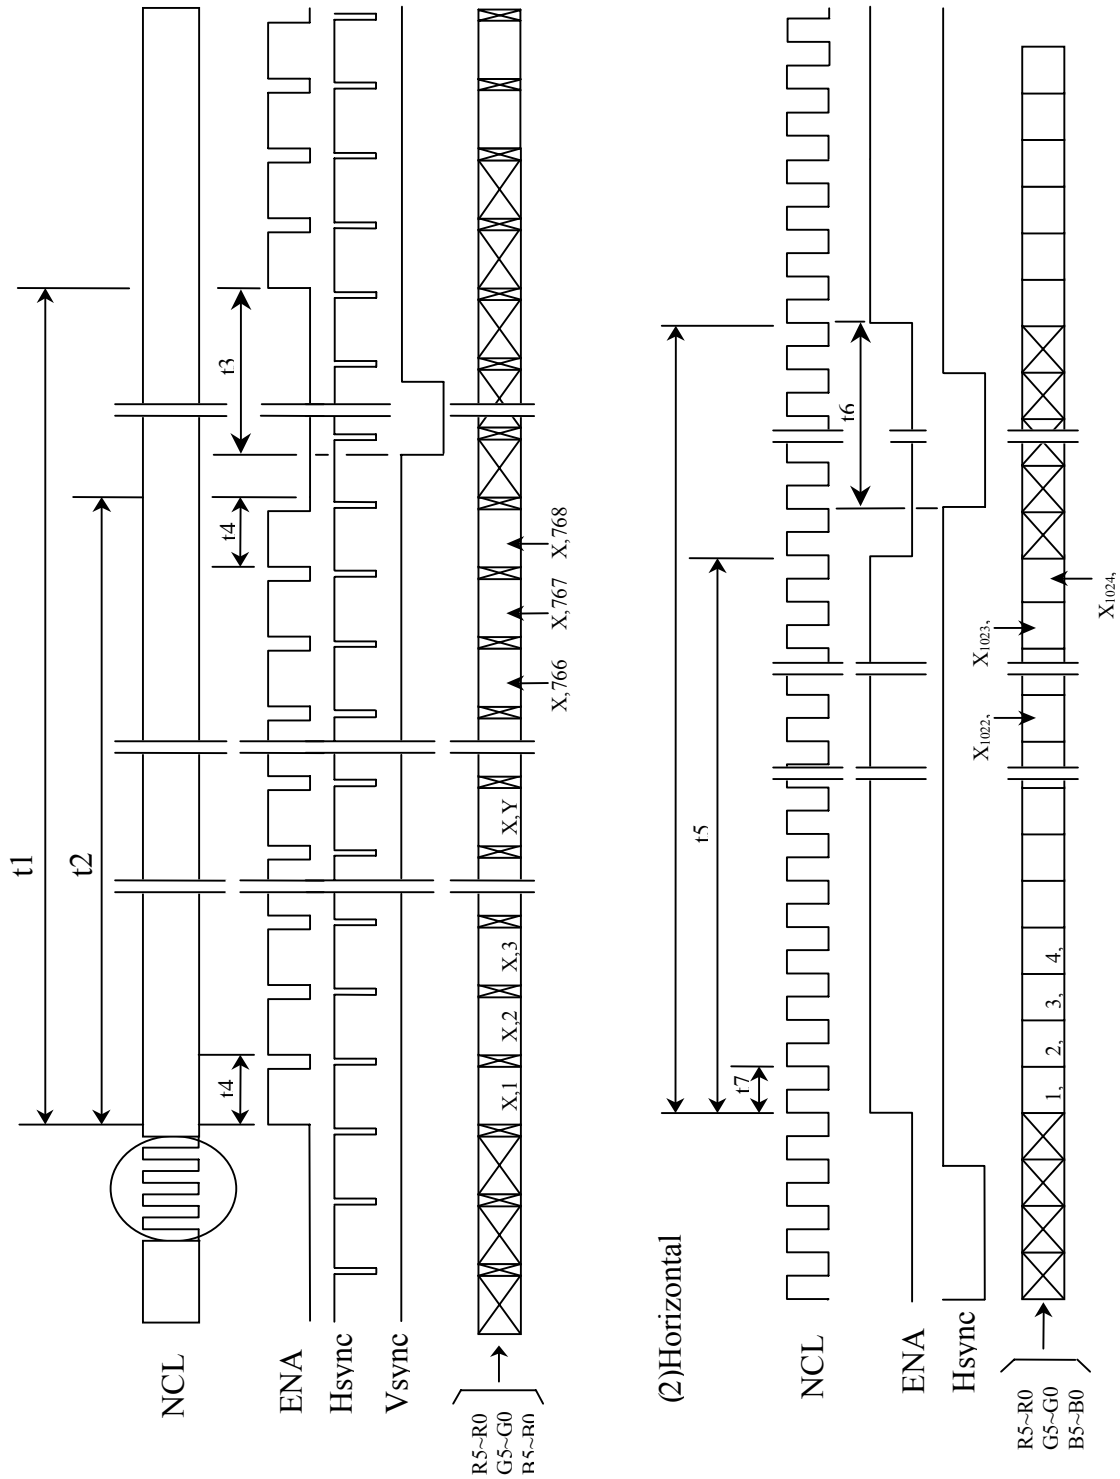 t1
t2
t3
t4
t4
NCL
ENA
Hsync
Vsync
R5~R0
G5~G0
B5~B0
X,1
X,2
X,3
X,Y
X,766
X,767
X,768
(2)Horizontal
t5
t6
t7
NCL
ENA
Hsync
R5~R0
G5~G0
B5~B0
1,
2,
3,
4,
X1022,
X1023,
X1024,